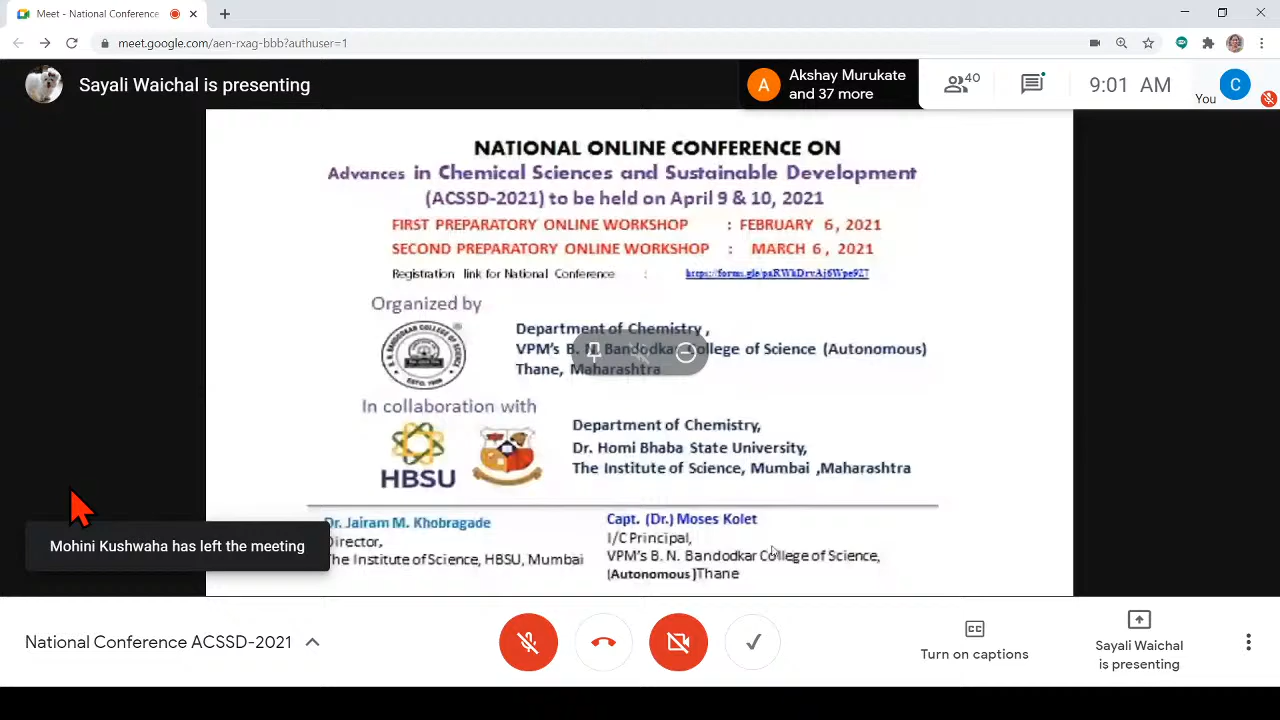 Meet - National Conference
meet.google.com/aen-rxag-bbb?authuser=1
Sayali Waichal is presenting
Akshay Murukate
and 37 more
A
40
9:01 AM
You
C
NATIONAL ONLINE CONFERENCE ON
Advances in Chemical Sciences and Sustainable Development
(ACSSD-2021) to be held on April 9 & 10, 2021
FIRST PREPARATORY ONLINE WORKSHOP : FEBRUARY 6, 2021
SECOND PREPARATORY ONLINE WORKSHOP : MARCH 6, 2021
Registration link for National Conference :
Organized by
Department of Chemistry ,
VPM's B. N. Bandodkar College of Science (Autonomous)
Thane, Maharashtra
In collaboration with
HBSU
Department of Chemistry,
Dr. Homi Bhaba State University,
The Institute of Science, Mumbai ,Maharashtra
Dr. Jairam M. Khobragade
Director,
The Institute of Science, HBSU, Mumbai
Capt. (Dr.) Moses Kolet
I/C Principal,
VPM's B. N. Bandodkar College of Science,
(Autonomous )Thane
Mohini Kushwaha has left the meeting
National Conference ACSSD-2021
CC
Turn on captions
Sayali Waichal
is presenting